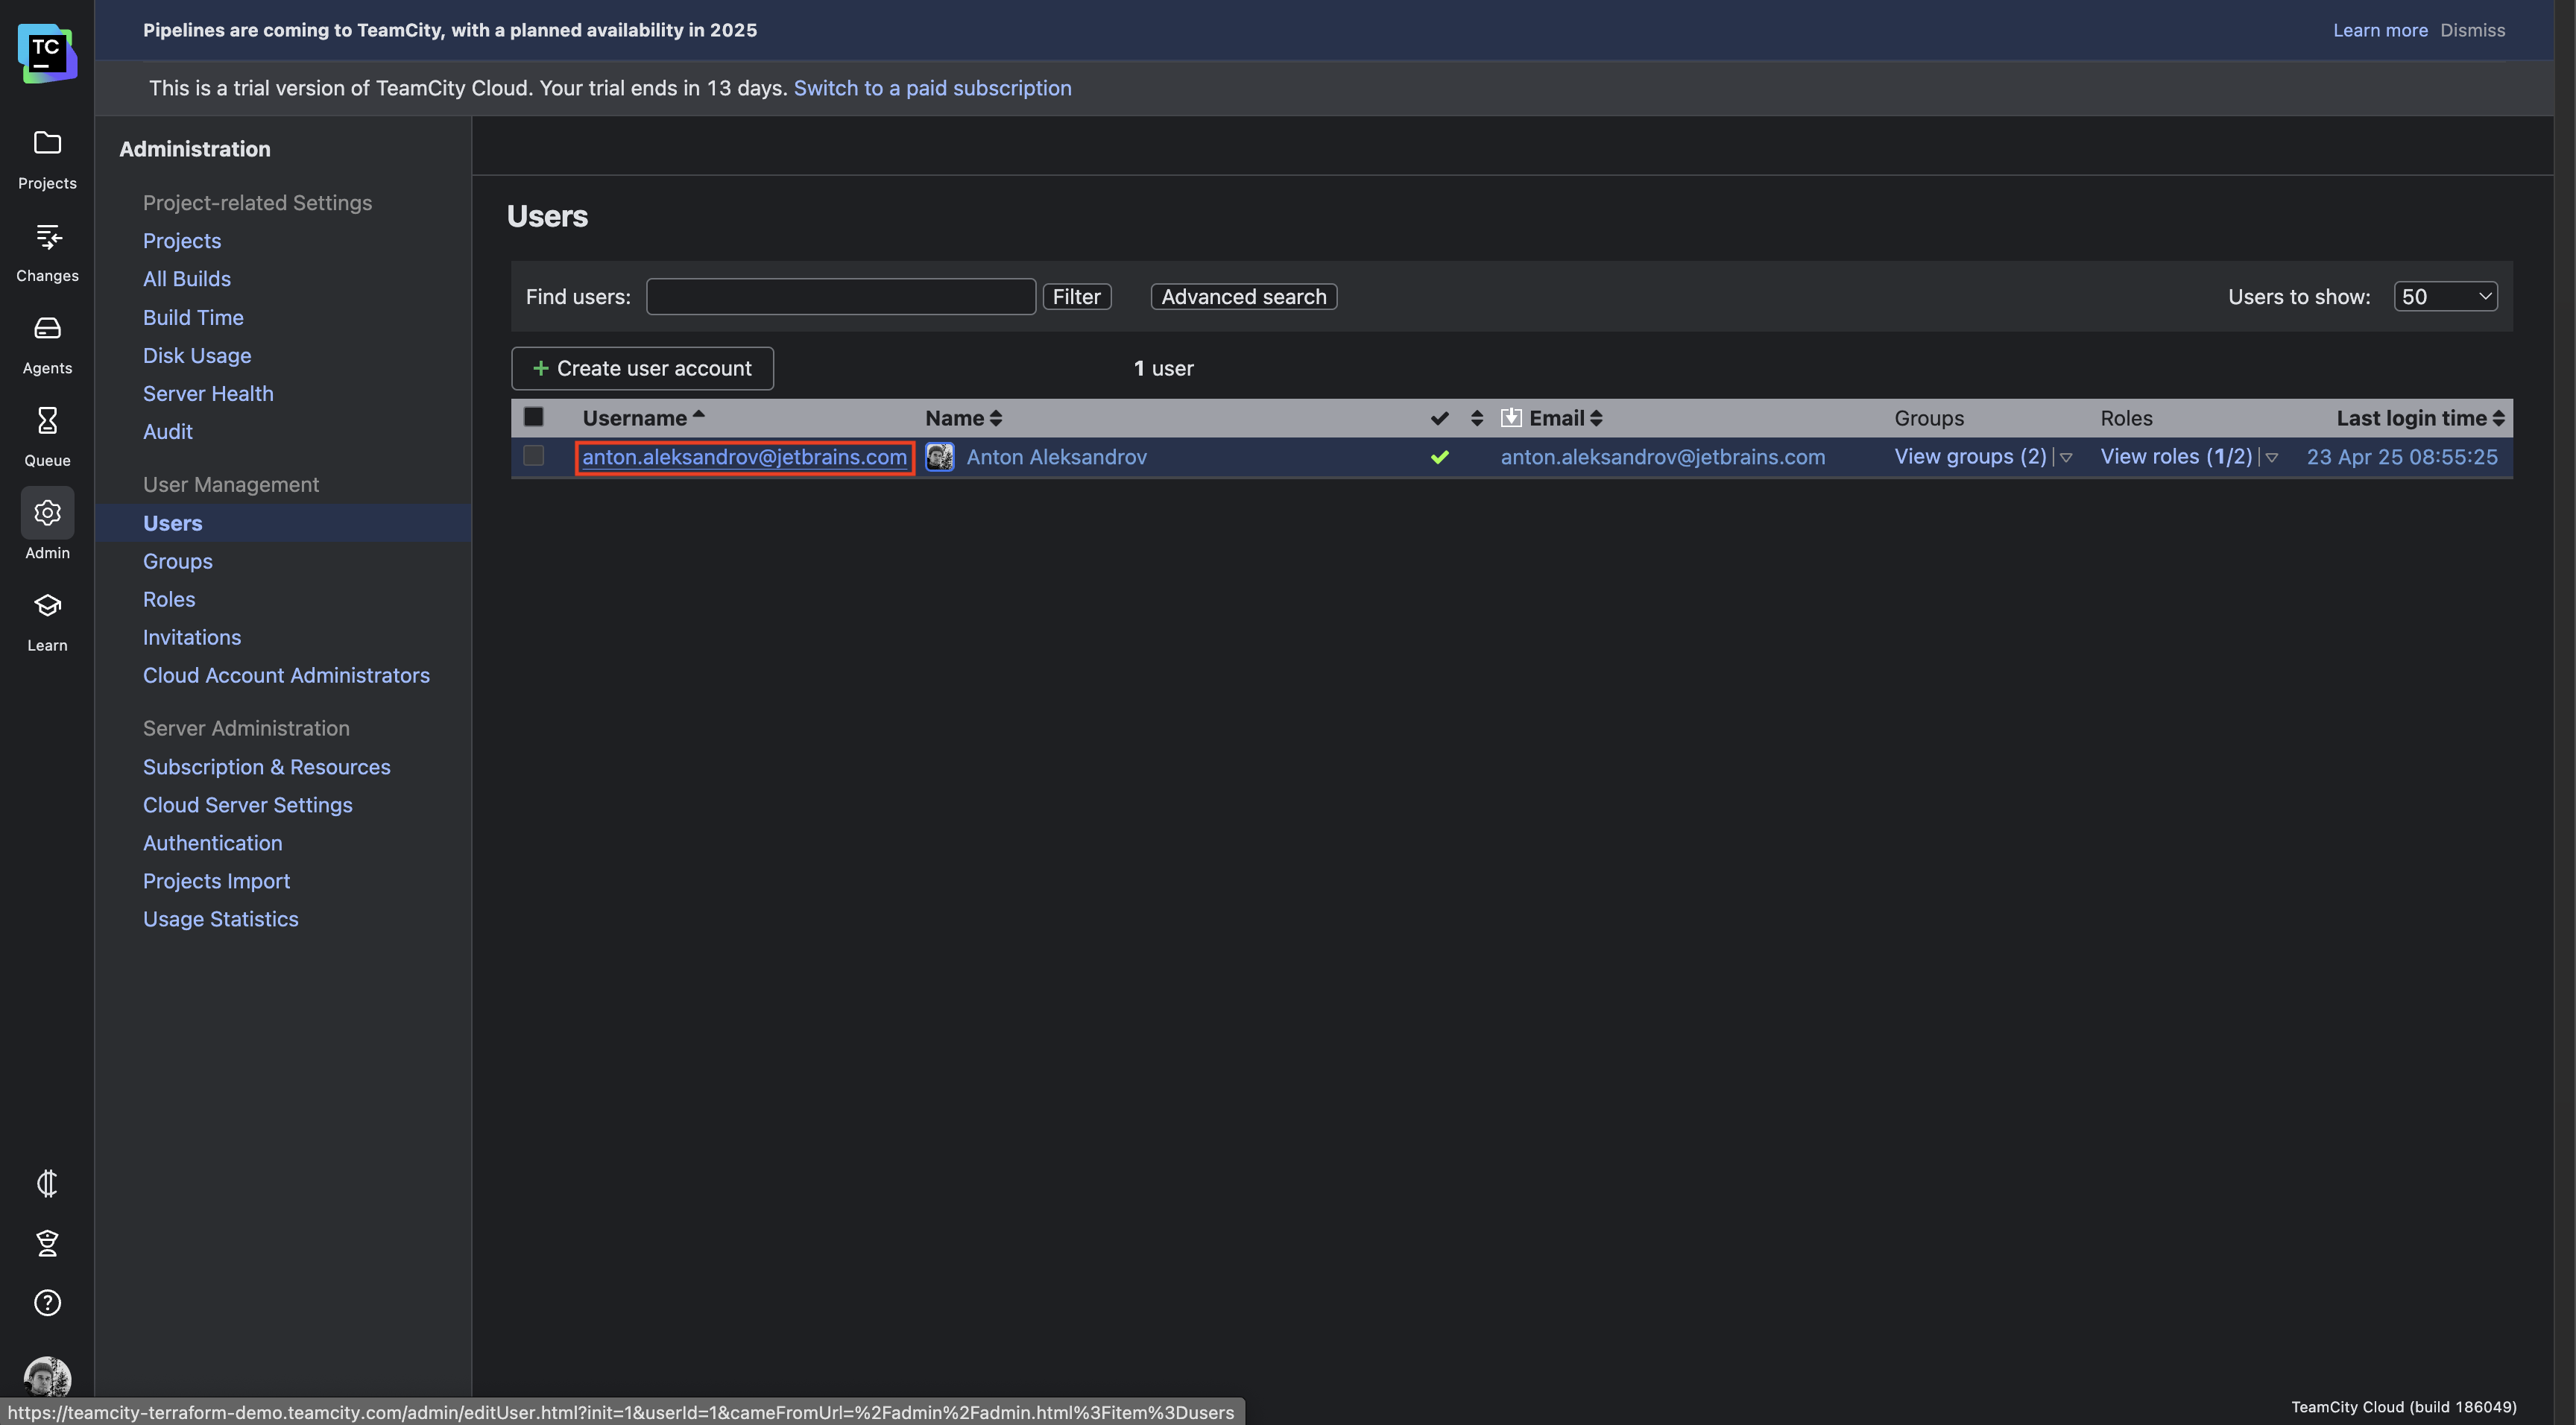 TC
Pipelines are coming to TeamCity, with a planned availability in 2025
Learn more Dismiss
This is a trial version of TeamCity Cloud. Your trial ends in 13 days. Switch to a paid subscription
Projects
Changes
Agents
Queue
Admin
Learn
Administration
Project-related Settings
Projects
All Builds
Build Time
Disk Usage
Server Health
Audit
User Management
Users
Groups
Roles
Invitations
Cloud Account Administrators
Server Administration
Subscription & Resources
Cloud Server Settings
Authentication
Projects Import
Usage Statistics
Users
Find users: Filter Advanced search Users to show: 50
+ Create user account 1 user
Username Name Email Groups Roles Last login time
anton.aleksandrov@jetbrains.com Anton Aleksandrov anton.aleksandrov@jetbrains.com View groups (2) View roles (1/2) 23 Apr 25 08:55:25
https://teamcity-terraform-demo.teamcity.com/admin/editUser.html?init=1&userId=1&cameFromUrl=%2Fadmin%2Fadmin.html%3Fitem%3Dusers
TeamCity Cloud (build 186049)